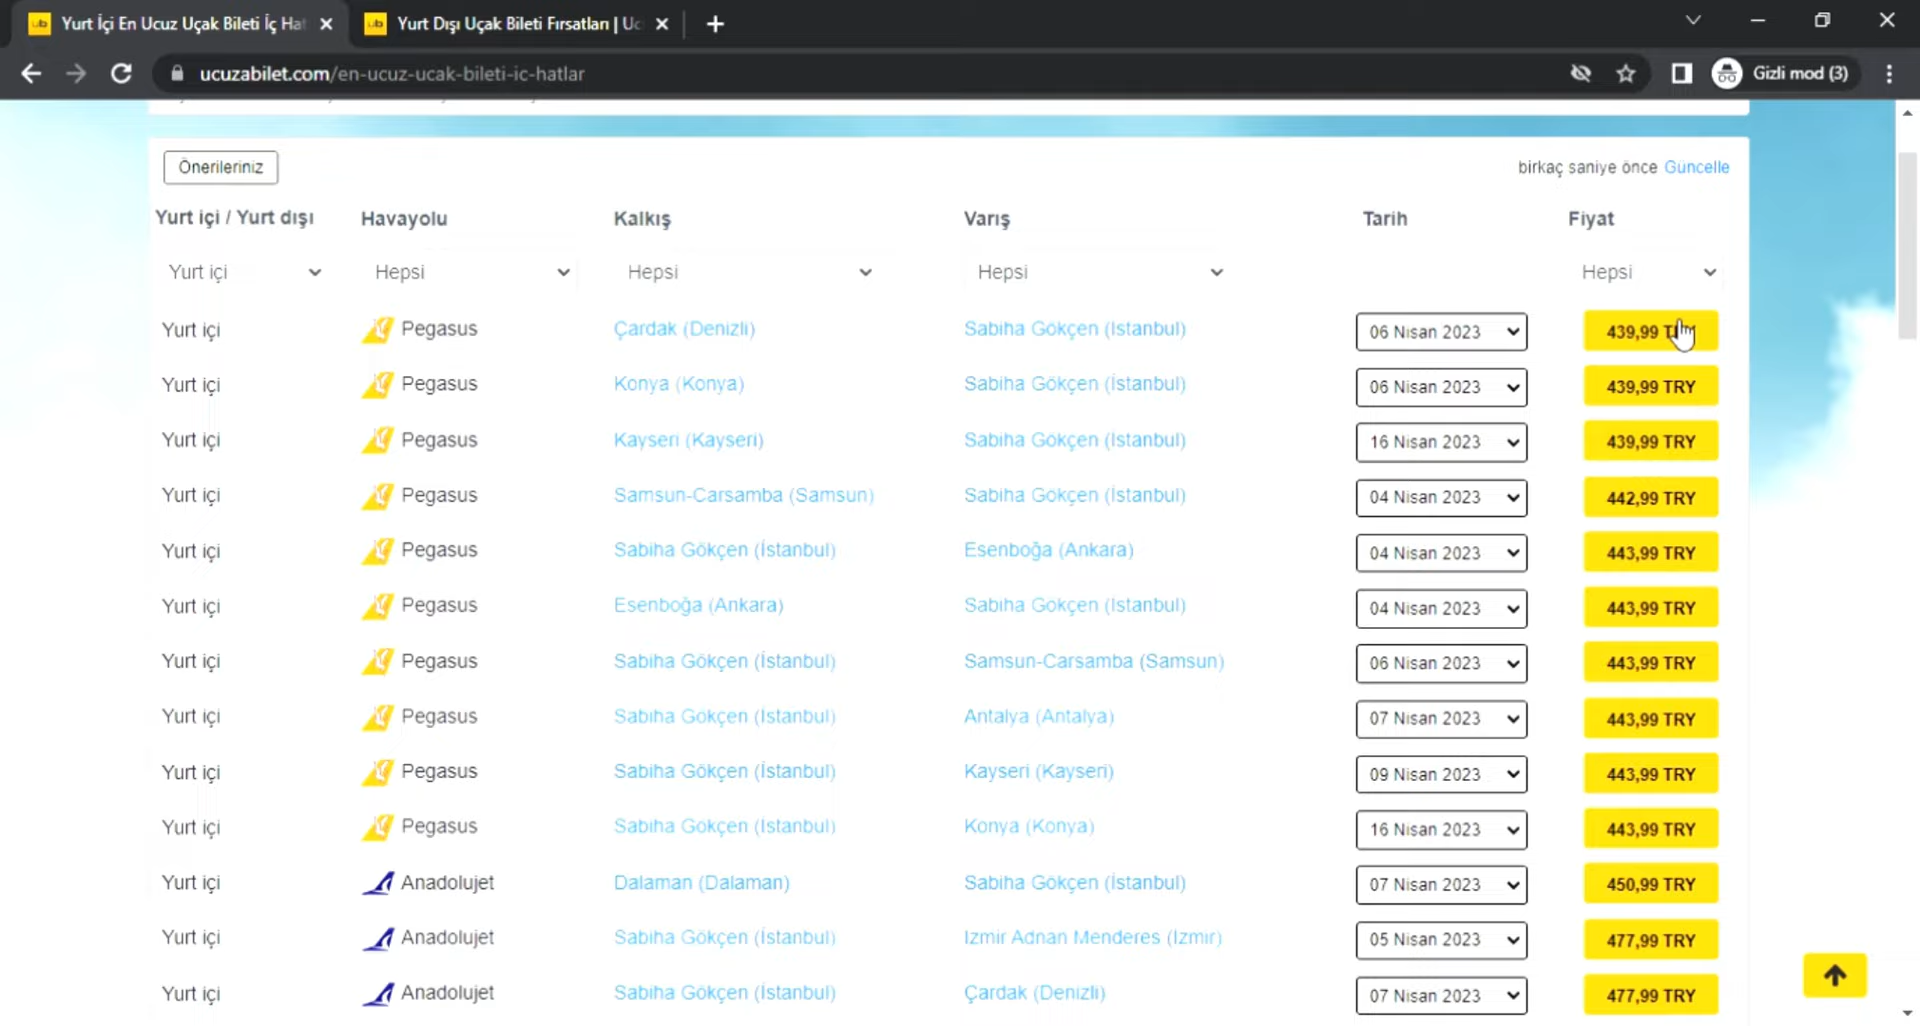 Yurt İçi En Ucuz Uçak Bileti İç Ha
Yurt Dışı Uçak Bileti Fırsatları | Uc
ucuzabilet.com/en-ucuz-ucak-bileti-ic-hatlar
Gizli mod (3)
Önerileriniz
birkaç saniye önce Güncelle
Yurt içi / Yurt dışı Havayolu Kalkış Varış Tarih Fiyat
Yurt içi Hepsi Hepsi Hepsi Hepsi
Yurt içi Pegasus Çardak (Denizli) Sabiha Gökçen (İstanbul) 06 Nisan 2023 439,99 TRY
Yurt içi Pegasus Konya (Konya) Sabiha Gökçen (İstanbul) 06 Nisan 2023 439,99 TRY
Yurt içi Pegasus Kayseri (Kayseri) Sabiha Gökçen (İstanbul) 16 Nisan 2023 439,99 TRY
Yurt içi Pegasus Samsun-Carsamba (Samsun) Sabiha Gökçen (İstanbul) 04 Nisan 2023 442,99 TRY
Yurt içi Pegasus Sabiha Gökçen (İstanbul) Esenboğa (Ankara) 04 Nisan 2023 443,99 TRY
Yurt içi Pegasus Esenboğa (Ankara) Sabiha Gökçen (İstanbul) 04 Nisan 2023 443,99 TRY
Yurt içi Pegasus Sabiha Gökçen (İstanbul) Samsun-Carsamba (Samsun) 06 Nisan 2023 443,99 TRY
Yurt içi Pegasus Sabiha Gökçen (İstanbul) Antalya (Antalya) 07 Nisan 2023 443,99 TRY
Yurt içi Pegasus Sabiha Gökçen (İstanbul) Kayseri (Kayseri) 09 Nisan 2023 443,99 TRY
Yurt içi Pegasus Sabiha Gökçen (İstanbul) Konya (Konya) 16 Nisan 2023 443,99 TRY
Yurt içi Anadolujet Dalaman (Dalaman) Sabiha Gökçen (İstanbul) 07 Nisan 2023 450,99 TRY
Yurt içi Anadolujet Sabiha Gökçen (İstanbul) Izmir Adnan Menderes (Izmir) 05 Nisan 2023 477,99 TRY
Yurt içi Anadolujet Sabiha Gökçen (İstanbul) Çardak (Denizli) 07 Nisan 2023 477,99 TRY